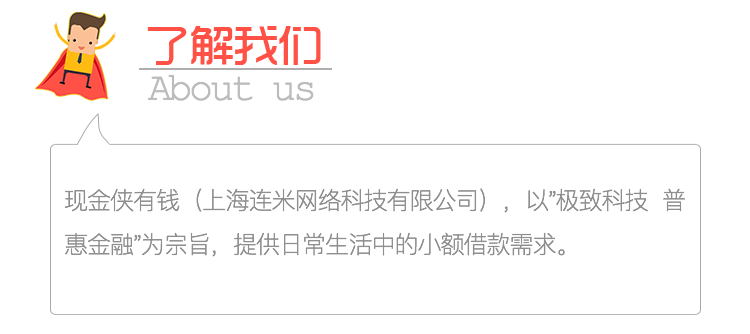 了解我们
About us
现金侠有钱（上海连米网络科技有限公司），以”极致科技 普
惠金融”为宗旨，提供日常生活中的小额借款需求。